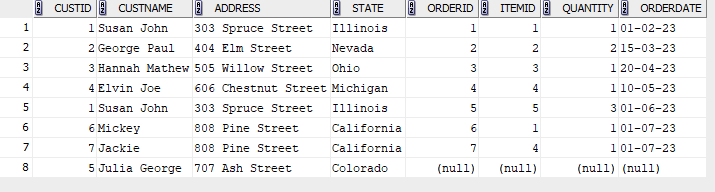 CUSTID CUSTNAME ADDRESS STATE ORDERID ITEMID QUANTITY ORDERDATE
1 1 Susan John 303 Spruce Street Illinois 1 1 1 01-02-23
2 2 George Paul 404 Elm Street Nevada 2 2 2 15-03-23
3 3 Hannah Mathew 505 Willow Street Ohio 3 3 1 20-04-23
4 4 Elvin Joe 606 Chestnut Street Michigan 4 4 1 10-05-23
5 1 Susan John 303 Spruce Street Illinois 5 5 3 01-06-23
6 6 Mickey 808 Pine Street California 6 1 1 01-07-23
7 7 Jackie 808 Pine Street California 7 4 1 01-07-23
8 5 Julia George 707 Ash Street Colorado (null) (null) (null) (null)